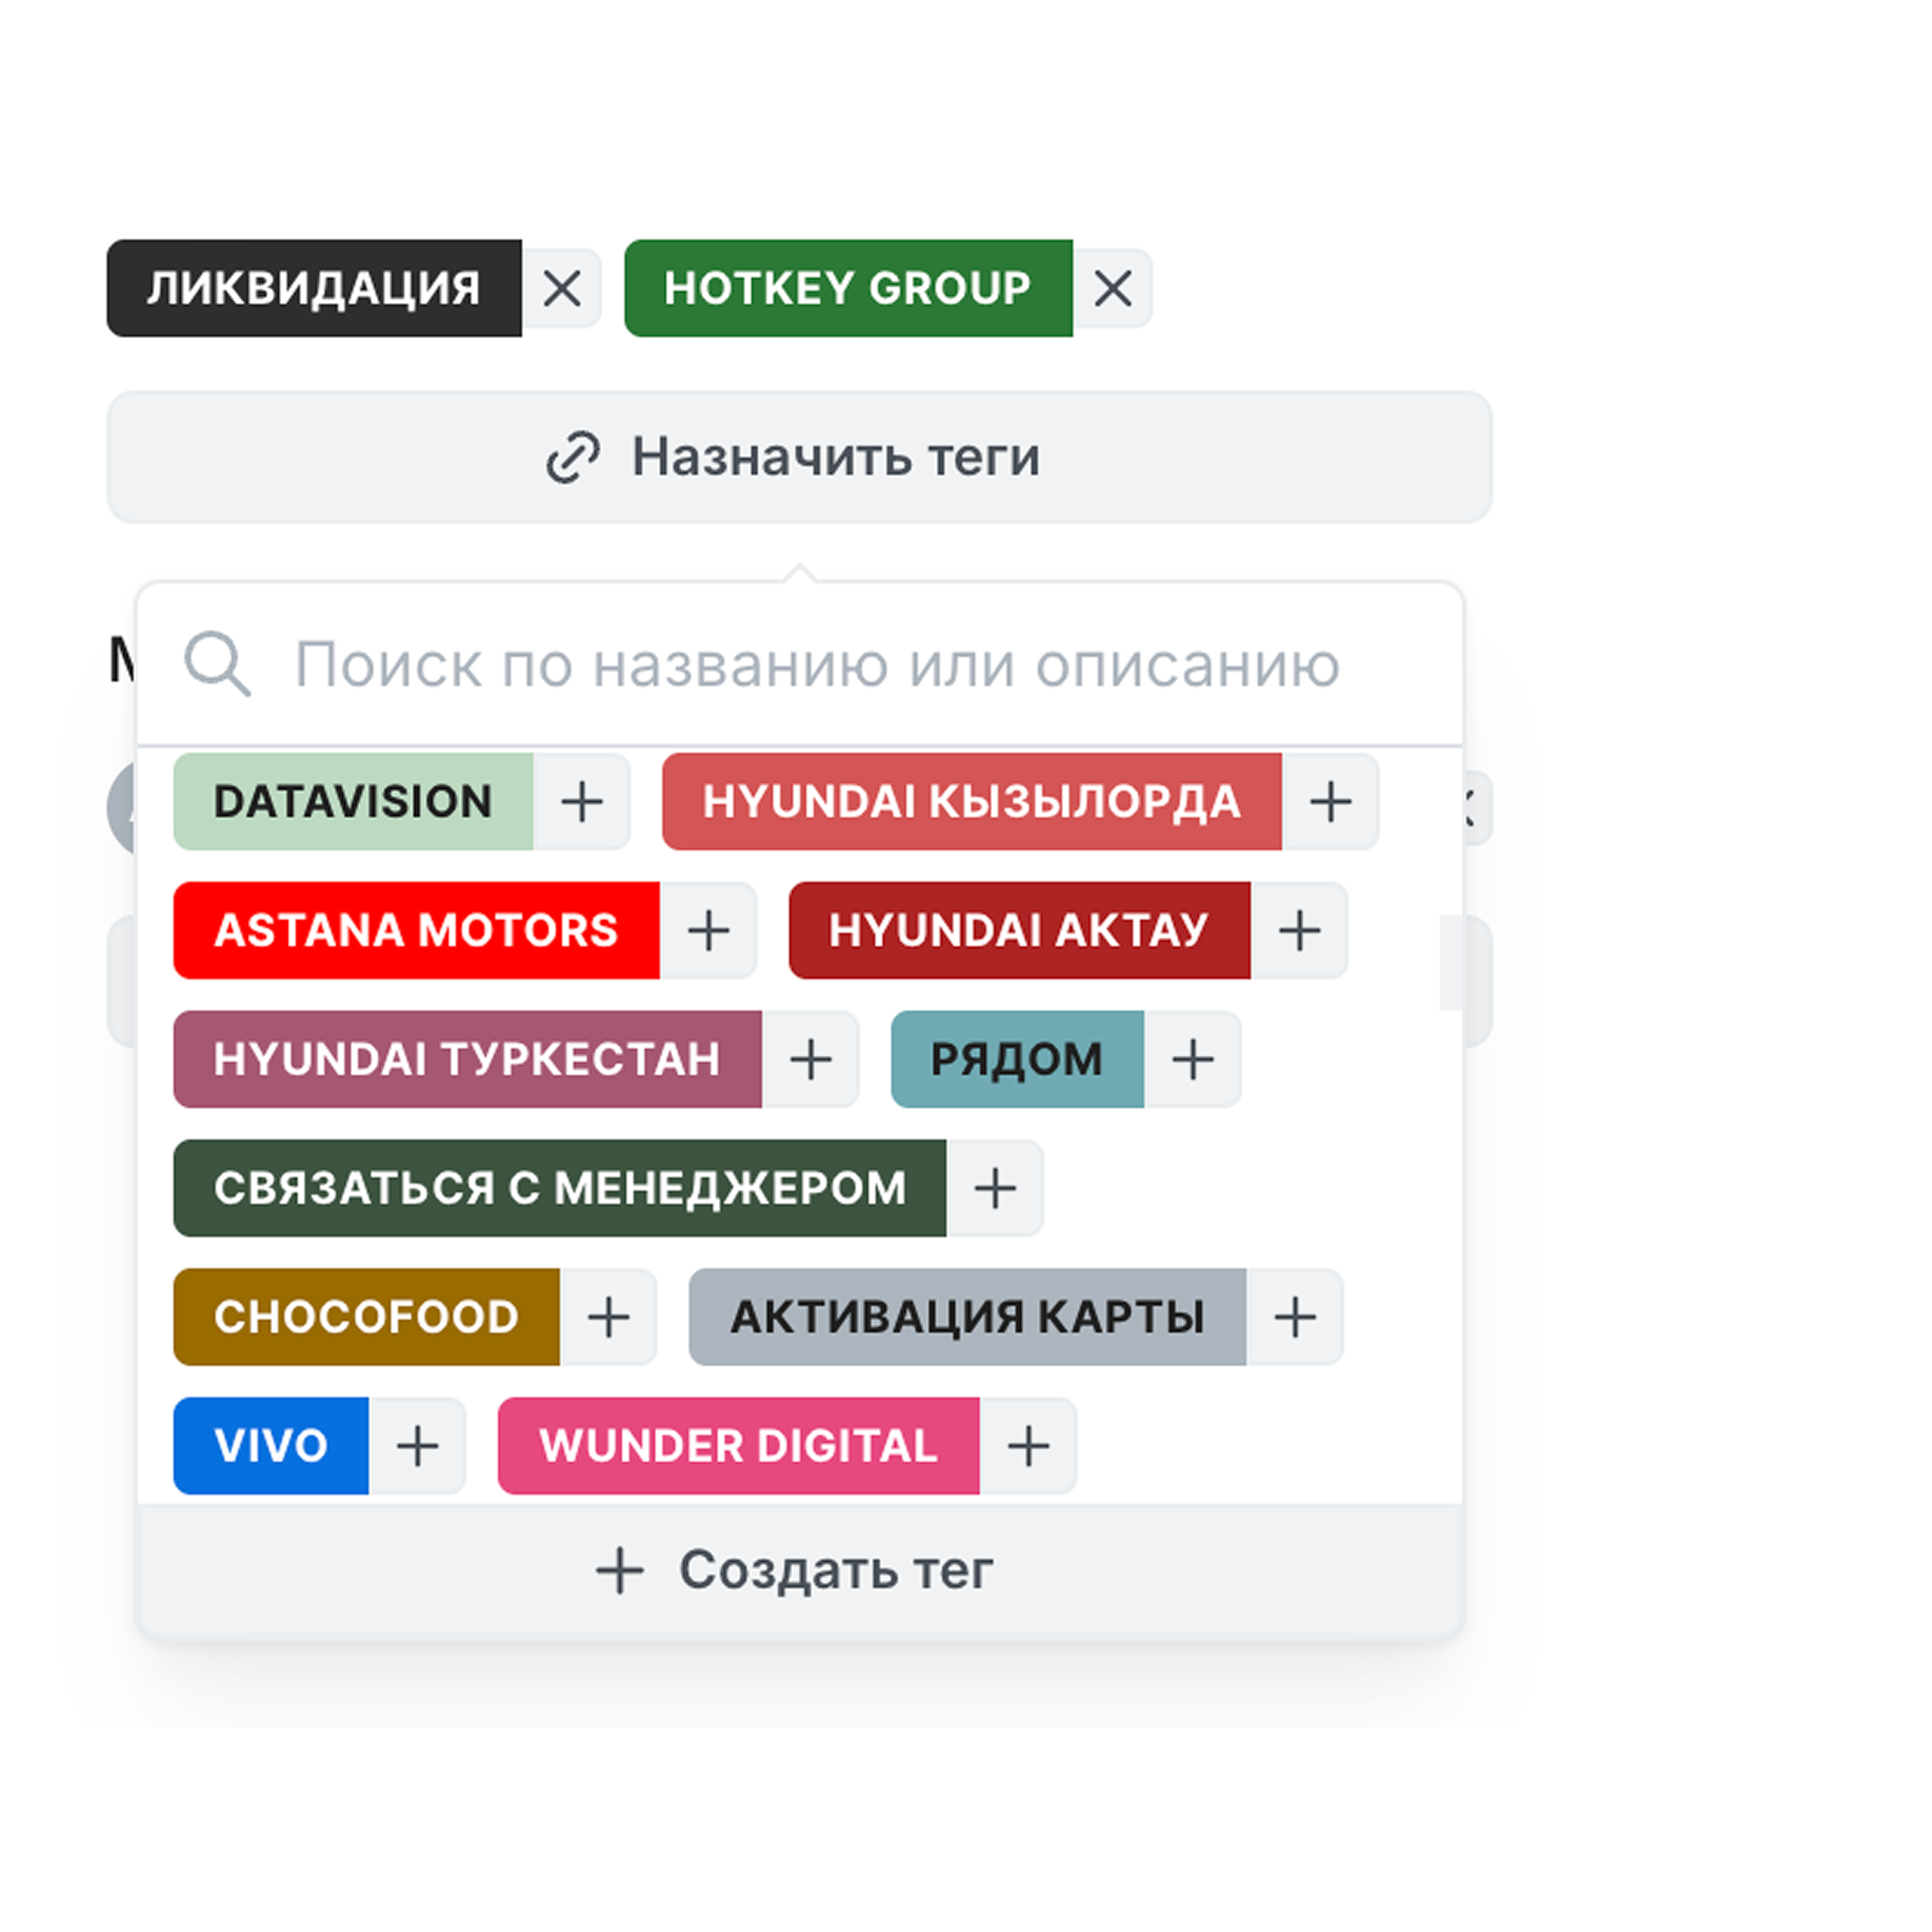 ЛИКВИДАЦИЯ HOTKEY GROUP
Назначить теги
Поиск по названию или описанию
DATAVISION HYUNDAI КЫЗЫЛОРДА
ASTANA MOTORS HYUNDAI АКТАУ
HYUNDAI ТУРКЕСТАН РЯДОМ
СВЯЗАТЬСЯ С МЕНЕДЖЕРОМ
CHOCOFOOD АКТИВАЦИЯ КАРТЫ
VIVO WUNDER DIGITAL
Создать тег